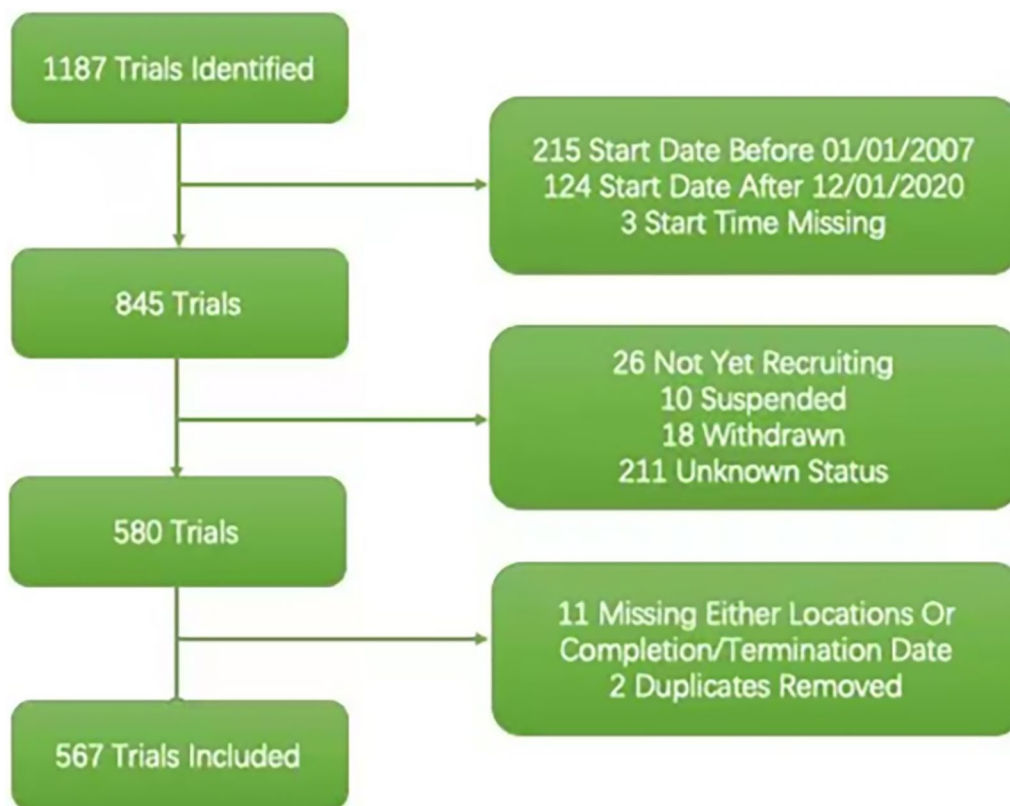 1187 Trials Identified
215 Start Date Before 01/01/2007
124 Start Date After 12/01/2020
3 Start Time Missing
845 Trials
26 Not Yet Recruiting
10 Suspended
18 Withdrawn
211 Unknown Status
580 Trials
11 Missing Either Locations Or
Completion/Termination Date
2 Duplicates Removed
567 Trials Included